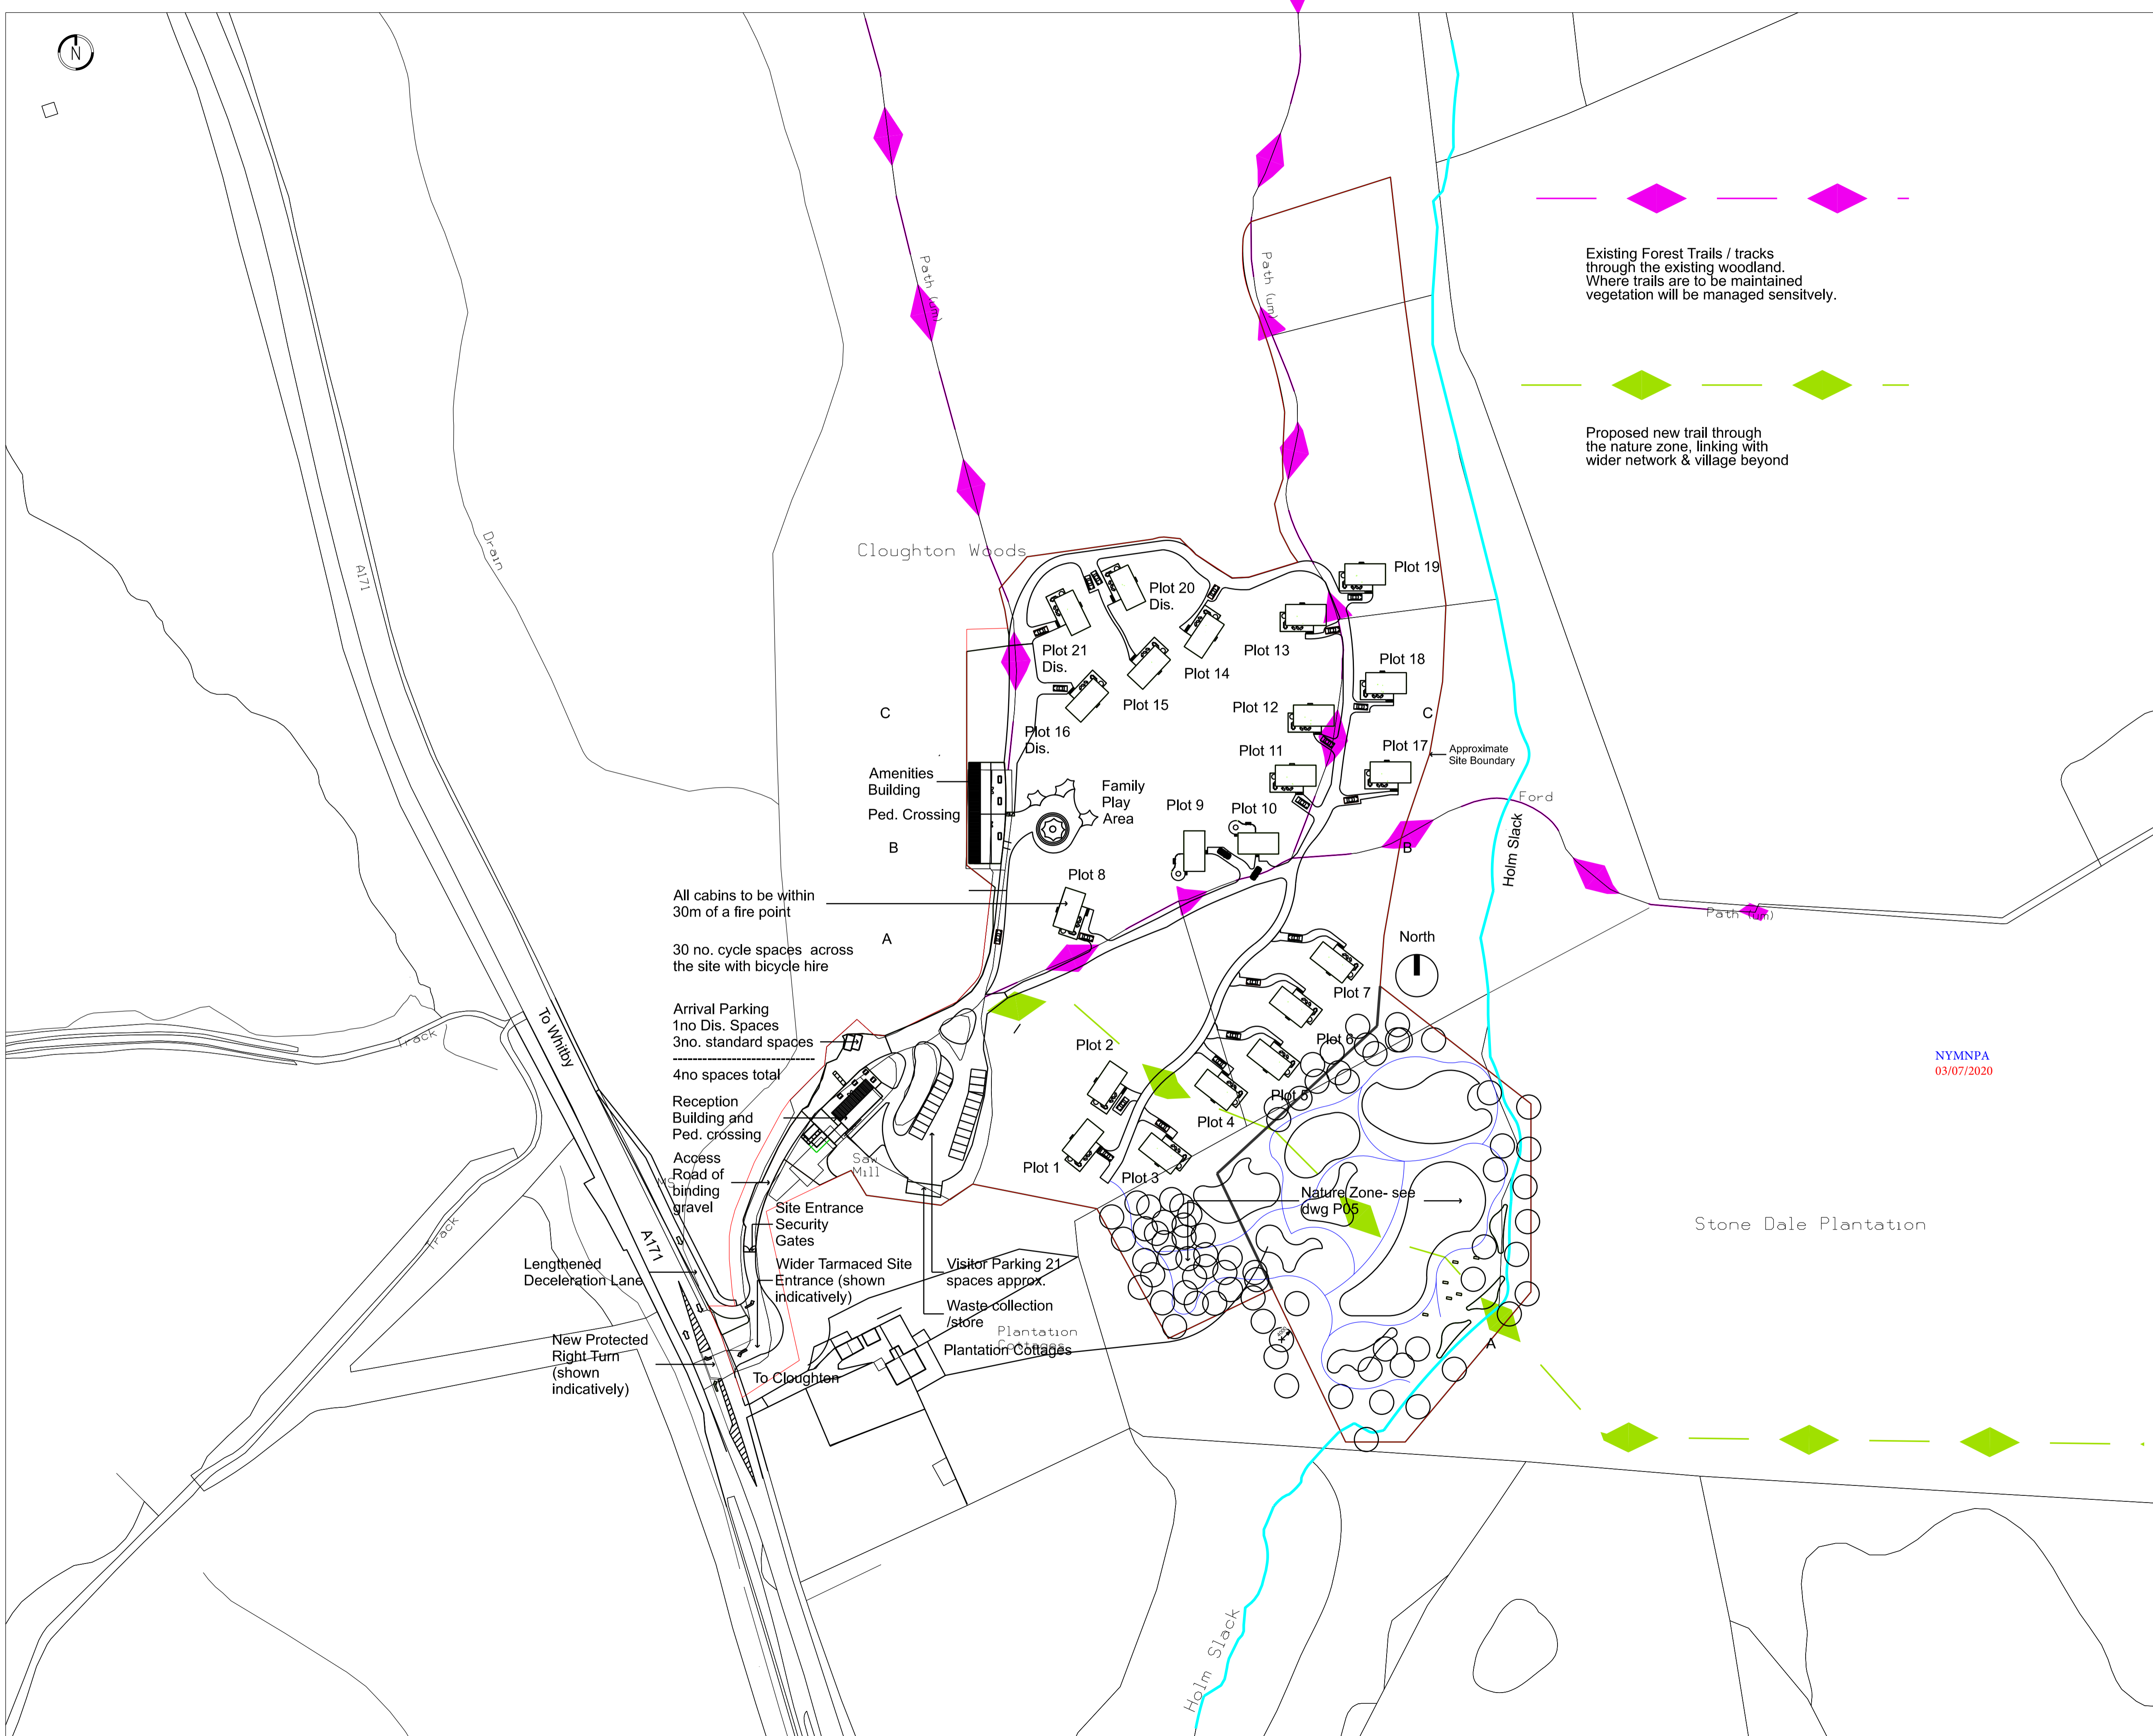 N
Path (um)
Path (um)
Existing Forest Trails / tracks
through the existing woodland.
Where trails are to be maintained
vegetation will be managed sensitvely.
Proposed new trail through
the nature zone, linking with
wider network & village beyond
Drain
A171
Cloughton Woods
Plot 19
Plot 20
Dis.
Plot 21
Dis.
Plot 13
Plot 14
Plot 18
Plot 15
Plot 12
C
C
Plot 16
Dis.
Plot 11
Plot 17
Approximate
Site Boundary
Amenities
Building
Family
Play
Area
Ped. Crossing
Plot 9
Plot 10
Ford
B
B
Holm Slack
Plot 8
All cabins to be within
30m of a fire point
Path (um)
A
North
30 no. cycle spaces  across
the site with bicycle hire
Plot 7
Arrival Parking
1no Dis. Spaces
3no. standard spaces
----------------------------
4no spaces total
To Whitby
Track
Plot 2
Plot 6
NYMNPA
03/07/2020
Reception
Building and
Ped. crossing
Plot 5
Plot 4
Access
Road of
binding
gravel
MS
Saw
Mill
Plot 1
Plot 3
Nature Zone- see
dwg P05
Stone Dale Plantation
Track
A171
Site Entrance
Security
Gates
Lengthened
Deceleration Lane
Wider Tarmaced Site
Entrance (shown
indicatively)
Visitor Parking 21
spaces approx.
Waste collection
/store
New Protected
Right Turn
(shown
indicatively)
Plantation
Cottages
Plantation Cottages
A
To Cloughton
Holm Slack